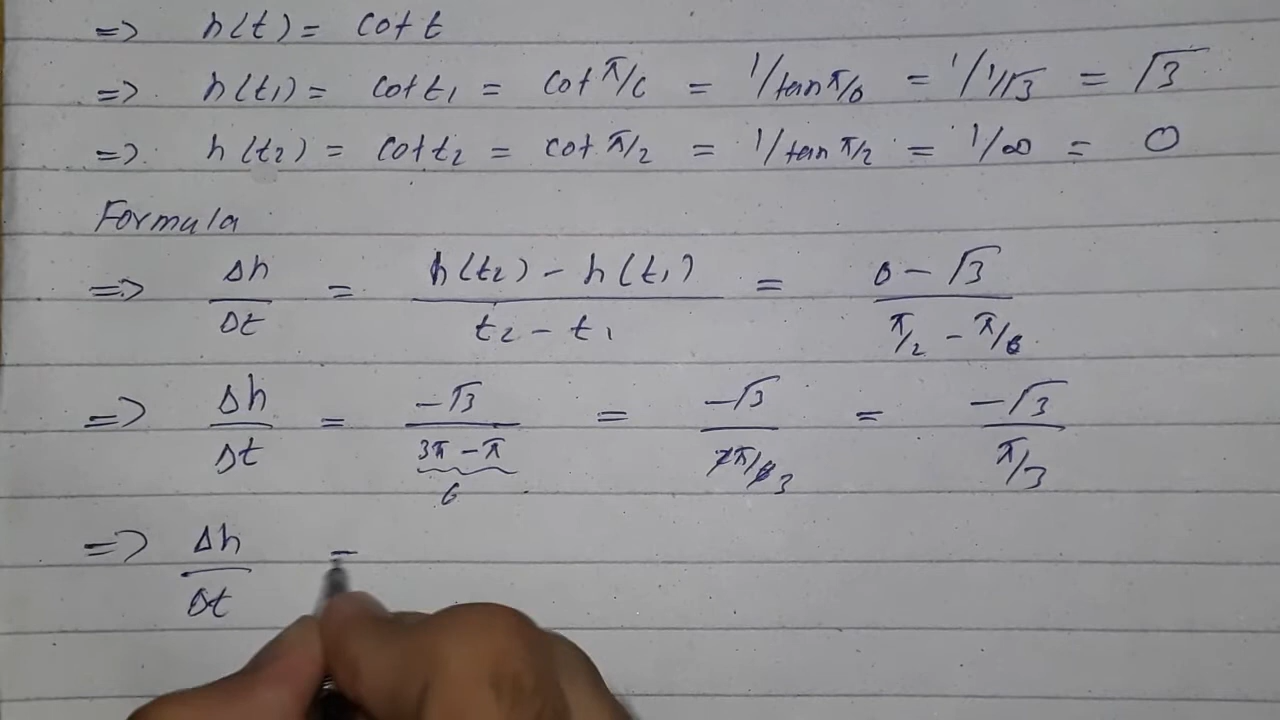 => h(t) = cot t
=> h(t₁) = cot t₁ = cot π/6 = 1/tan π/6 = 1/1/√3 = √3
=> h(t₂) = cot t₂ = cot π/2 = 1/tan π/2 = 1/∞ = 0
Formula
=> Δh/Δt = h(t₂) - h(t₁)/t₂ - t₁ = 0 - √3/π/2 - π/6
=> Δh/Δt = -√3/3π - π/6 = -√3/2π/6 3 = -√3/π/3
=> Δh/Δt =